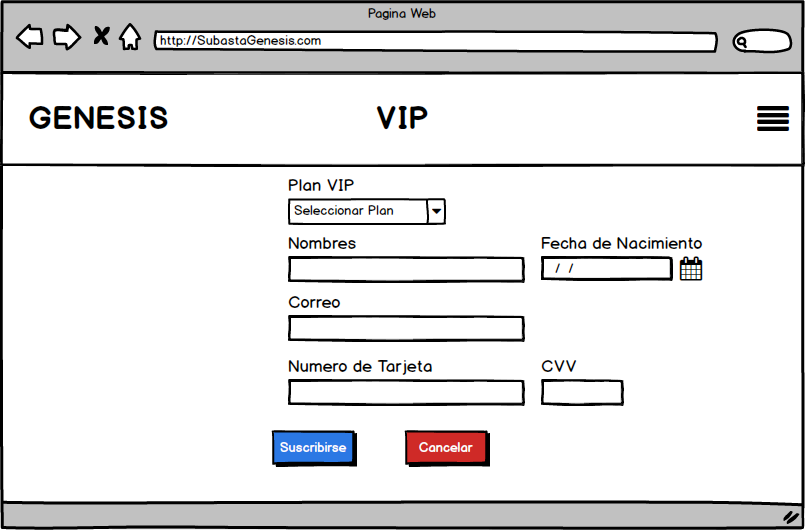 Pagina Web
http://SubastaGenesis.com
GENESIS
VIP
Plan VIP
Seleccionar Plan
Nombres
Fecha de Nacimiento
/ /
Correo
Numero de Tarjeta
CVV
Suscribirse
Cancelar